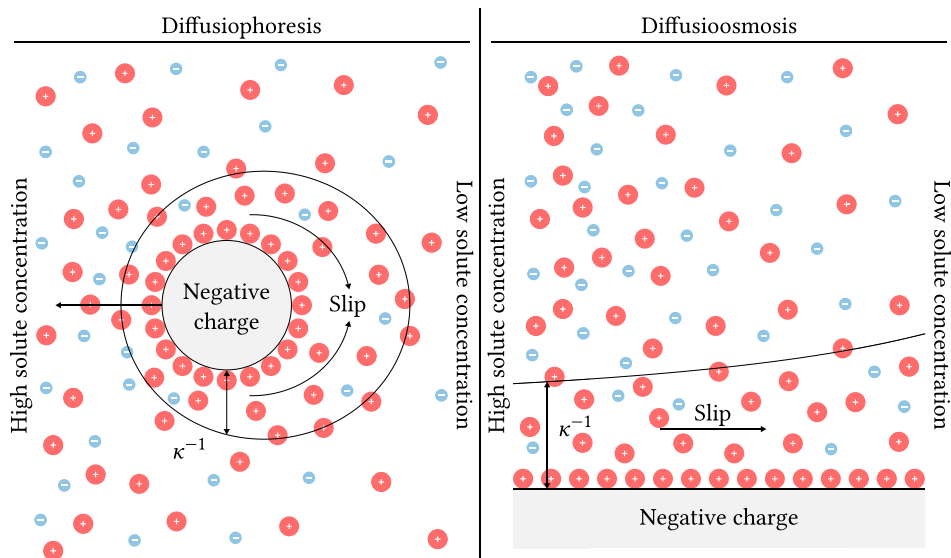 Diffusiophoresis
High solute concentration
Negative
charge
Slip
κ⁻¹
Low solute concentration
Diffusioosmosis
High solute concentration
κ⁻¹
Slip
Negative charge
Low solute concentration